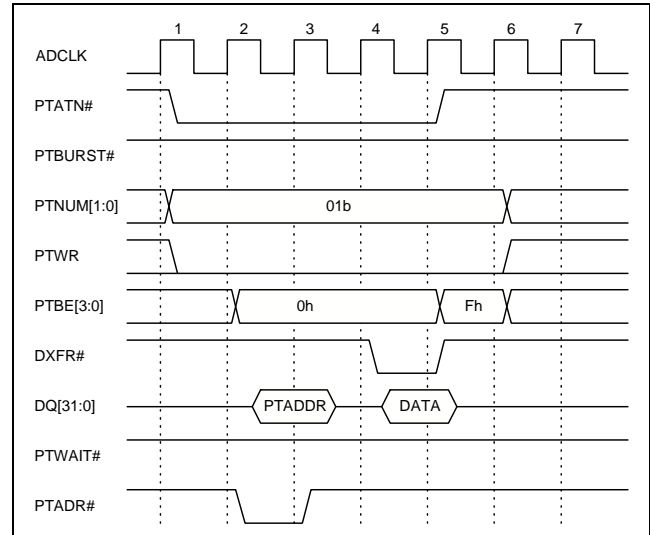 1 2 3 4 5 6 7
ADCLK
PTATN#
PTBURST#
PTNUM[1:0] 01b
PTWR
PTBE[3:0] 0h Fh
DXFR#
DQ[31:0] PTADDR DATA
PTWAIT#
PTADR#